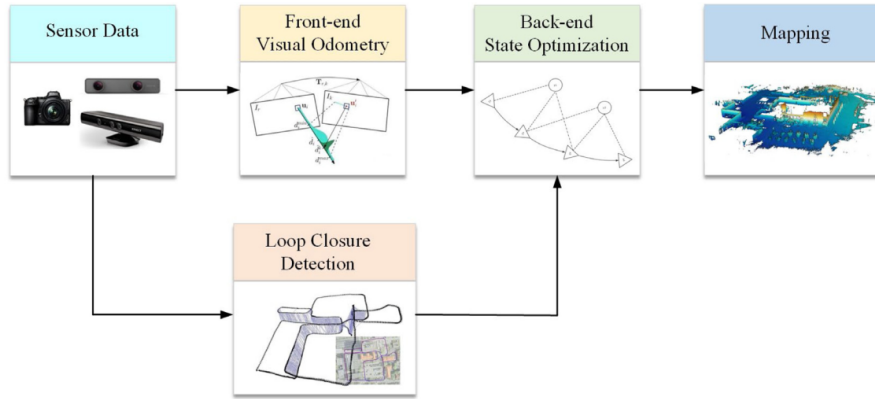 Sensor Data
Front-end
Visual Odometry
Back-end
State Optimization
Mapping
Loop Closure
Detection